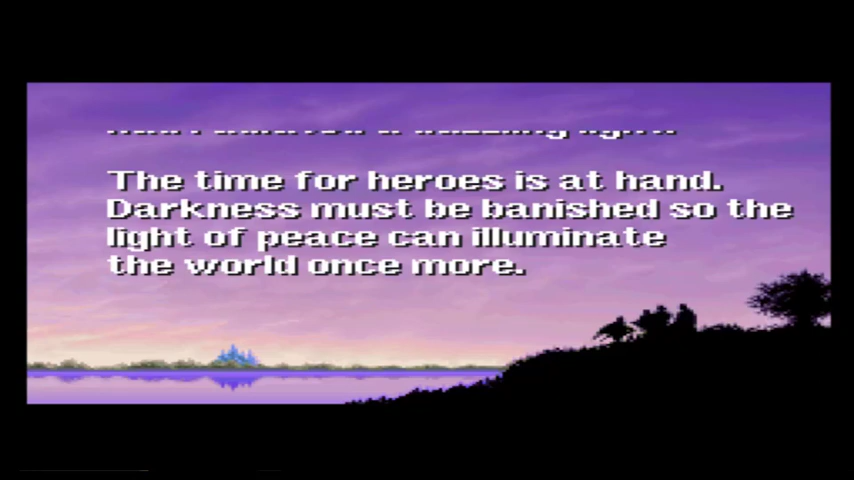 The time for heroes is at hand.
Darkness must be banished so the
light of peace can illuminate
the world once more.